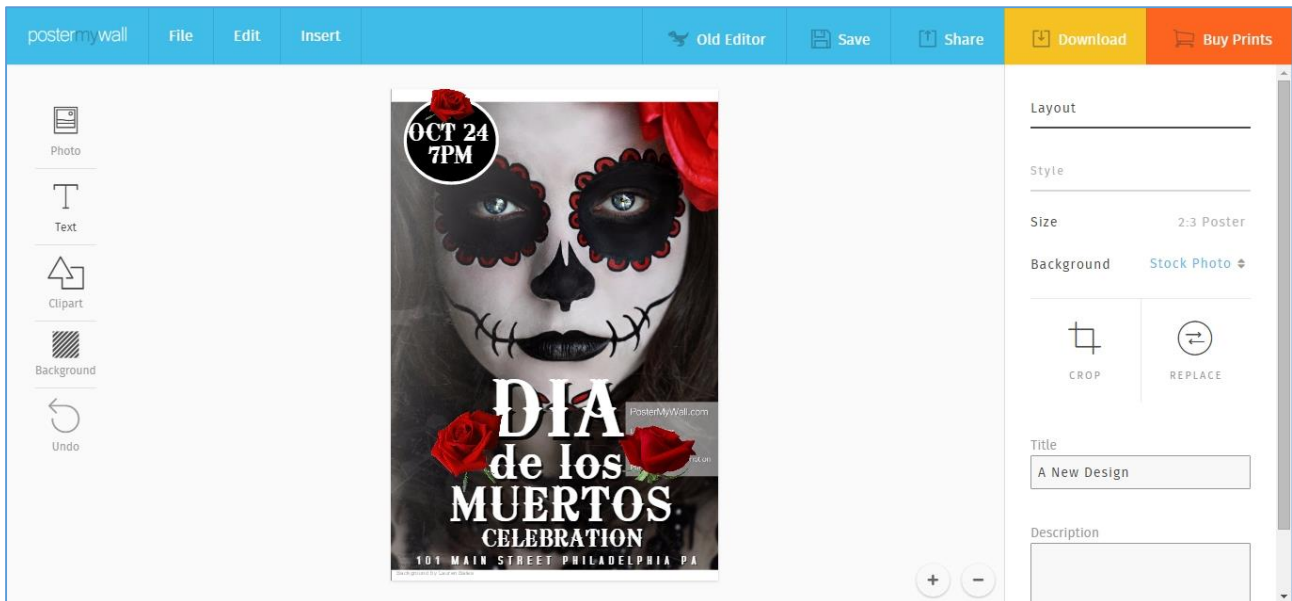 postermywall
File
Edit
Insert
Old Editor
Save
Share
Download
Buy Prints
Photo
Text
Clipart
Background
Undo
OCT 24
7PM
PosterMyWall.com
DIA
de los
MUERTOS
CELEBRATION
101 MAIN STREET PHILADELPHIA PA
Layout
Style
Size
2:3 Poster
Background
Stock Photo
CROP
REPLACE
Title
A New Design
Description